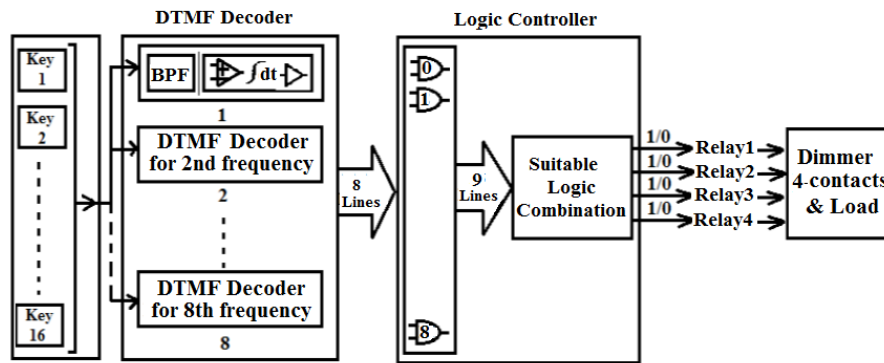 DTMF Decoder
Logic Controller
Key
1
Key
2
Key
16
BPF
∫dt
1
DTMF Decoder
for 2nd frequency
2
DTMF Decoder
for 8th frequency
8
8
Lines
0
1
8
9
Lines
Suitable
Logic
Combination
1/0
Relay1
1/0
Relay2
1/0
Relay3
1/0
Relay4
Dimmer
4-contacts
& Load